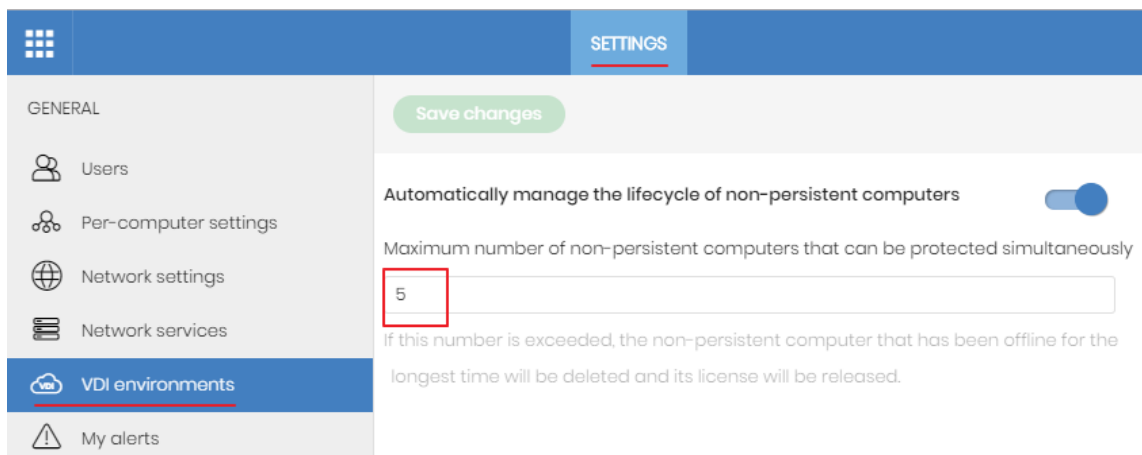 SETTINGS
GENERAL
Users
Per-computer settings
Network settings
Network services
VDI
VDI environments
My alerts
Save changes
Automatically manage the lifecycle of non-persistent computers
Maximum number of non-persistent computers that can be protected simultaneously
5
If this number is exceeded, the non-persistent computer that has been offline for the
longest time will be deleted and its license will be released.